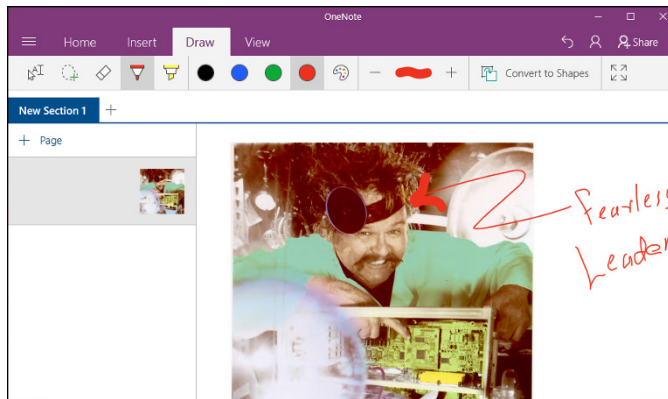 OneNote
Home Insert Draw View Share
Convert to Shapes
New Section 1
Page
Fearless
Leader